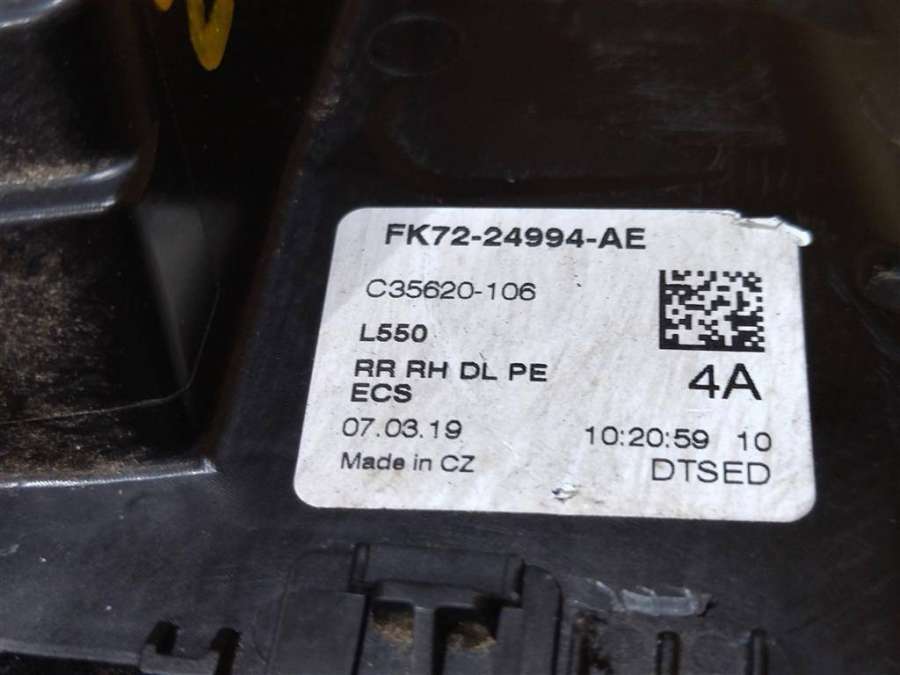 FK72-24994-AE
C35620-106
L550
RR RH DL PE
ECS
4A
07.03.19 10:20:59 10
Made in CZ DTSED